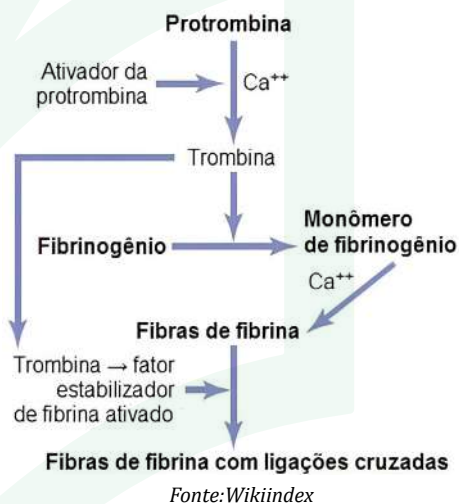 Protrombina
Ativador da
protrombina
Ca⁺⁺
Trombina
Fibrinogênio
Monômero
de fibrinogênio
Ca⁺⁺
Fibras de fibrina
Trombina → fator
estabilizador
de fibrina ativado
Fibras de fibrina com ligações cruzadas
Fonte:Wikiindex